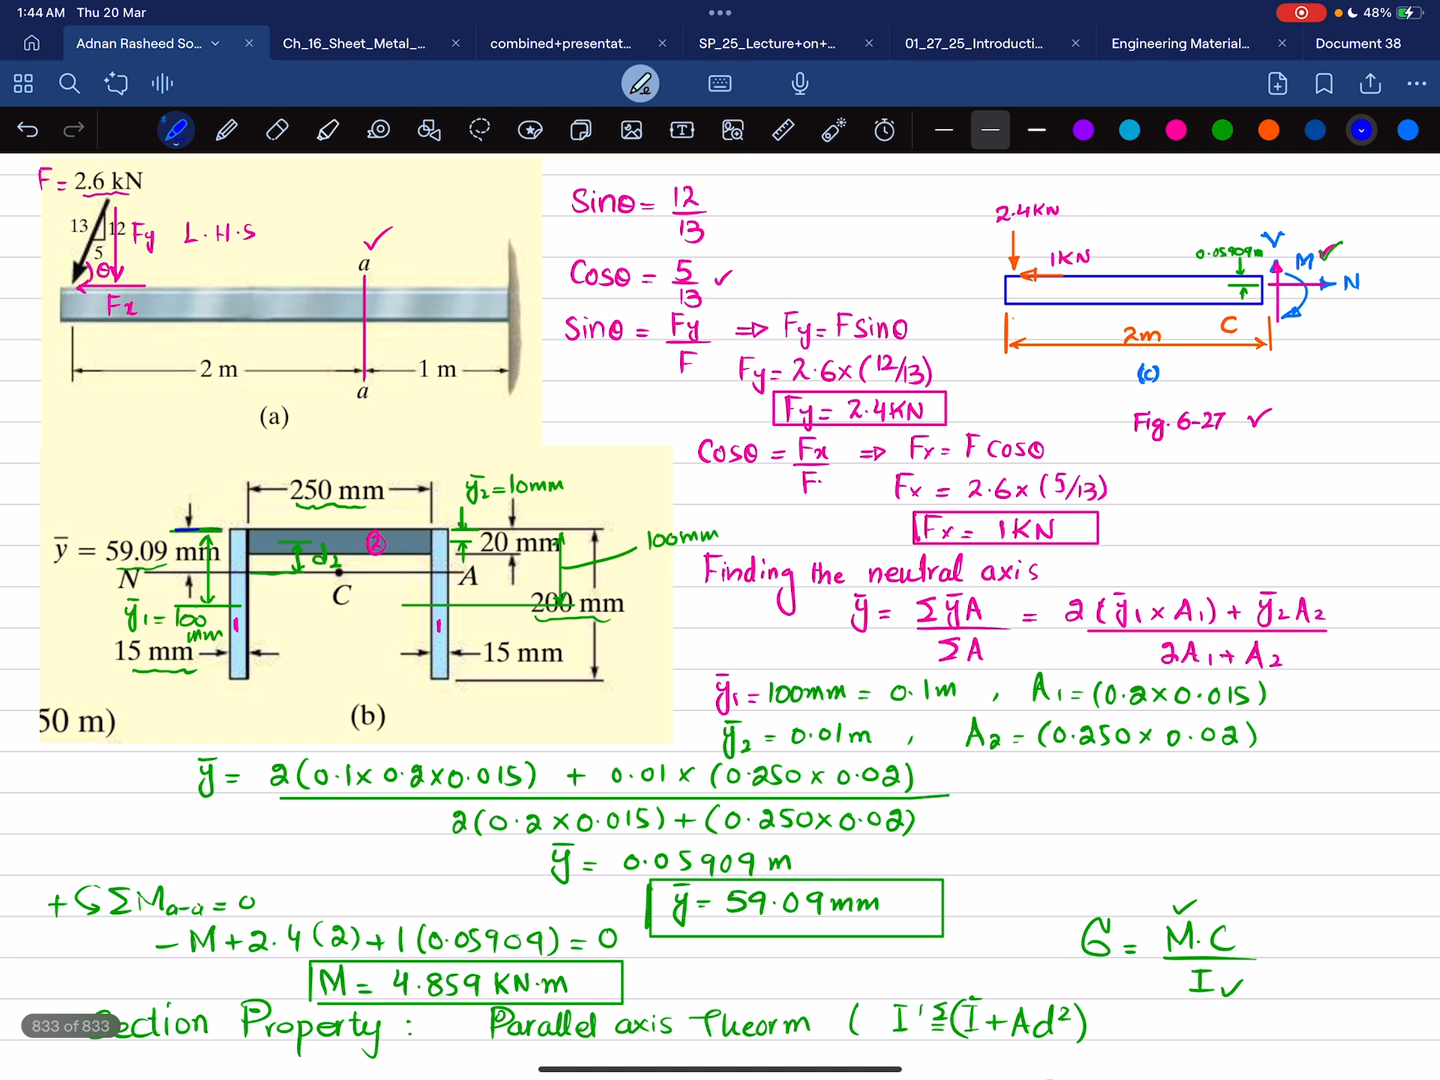 1:44 AM Thu 20 Mar
48%
Adnan Rasheed So...
Ch_16_Sheet_Metal_...
combined+presentat...
SP_25_Lecture+on+...
01_27_25_Introducti...
Engineering Material...
Document 38
F = 2.6 kN
13
12
5
θ
Fy
L.H.S
Fx
a
2 m
1 m
a
(a)
Sinθ = 12/13
Cosθ = 5/13 ✓
Sinθ = Fy/F ⇒ Fy = F sinθ
Fy = 2.6 × (12/13)
Fy = 2.4KN
Cosθ = Fx/F ⇒ Fx = F Cosθ
Fx = 2.6 × (5/13)
Fx = 1KN
2.4KN
1KN
0.05909m
V
M
N
C
2m
(c)
Fig. 6-27 ✓
250 mm
ȳ2 = 10mm
ȳ = 59.09 mm
d2
2
20 mm
100mm
N
C
A
ȳ1 = 100 mm
1
1
200 mm
15 mm
15 mm
50 m)
(b)
Finding the neutral axis
ȳ = ΣȳA/ΣA = 2(ȳ1 × A1) + ȳ2A2 / 2A1 + A2
ȳ1 = 100mm = 0.1m , A1 = (0.2 × 0.015)
ȳ2 = 0.01m , A2 = (0.250 × 0.02)
ȳ = 2(0.1 × 0.2 × 0.015) + 0.01 × (0.250 × 0.02)
2(0.2 × 0.015) + (0.250 × 0.02)
ȳ = 0.05909 m
ȳ = 59.09 mm
+↺ ΣMa-a = 0
- M + 2.4(2) + 1(0.05909) = 0
M = 4.859 KN.m
σ = M.C/I
833 of 833
ection Property : Parallel axis Theorm ( I = Σ(Ī + Ad²)